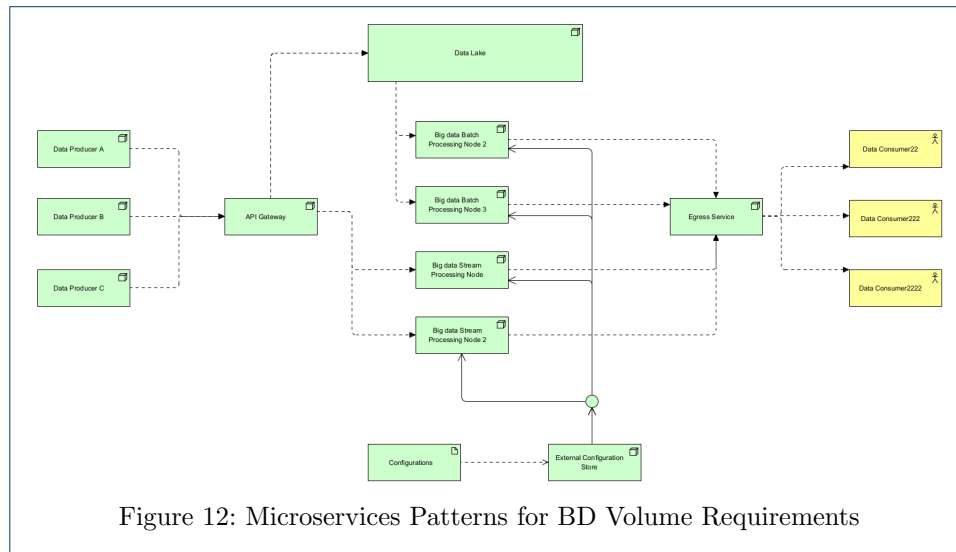 Data Lake
Big data Batch
Processing Node 2
Data Producer A
Data Consumer22
Big data Batch
Processing Node 3
Data Producer B
API Gateway
Egress Service
Data Consumer222
Big data Stream
Processing Node
Data Producer C
Data Consumer2222
Big data Stream
Processing Node 2
Configurations
External Configuration
Store
Figure 12: Microservices Patterns for BD Volume Requirements